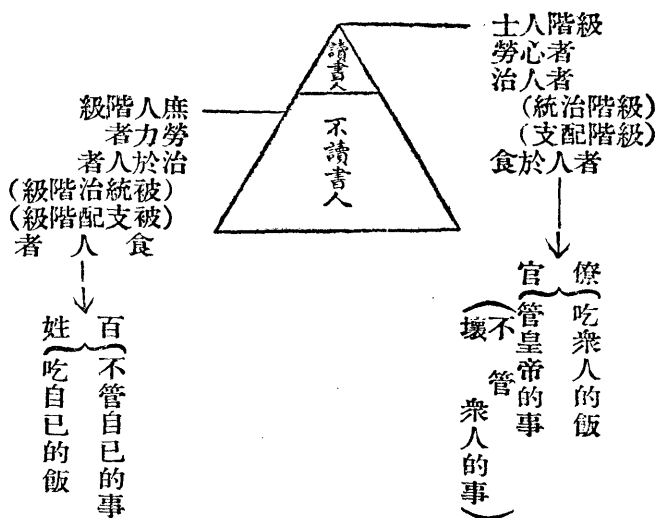 讀書人
不讀書人
士人階級
勞心者
治人者
(統治階級)
(支配階級)
食於人者
官僚
吃衆人的飯
管皇帝的事
(不管
壞
衆人的事)
庶人階級
勞力者
治於人者
(被統治階級)
(被支配階級)
食人者
百姓
不管自己的事
吃自己的飯